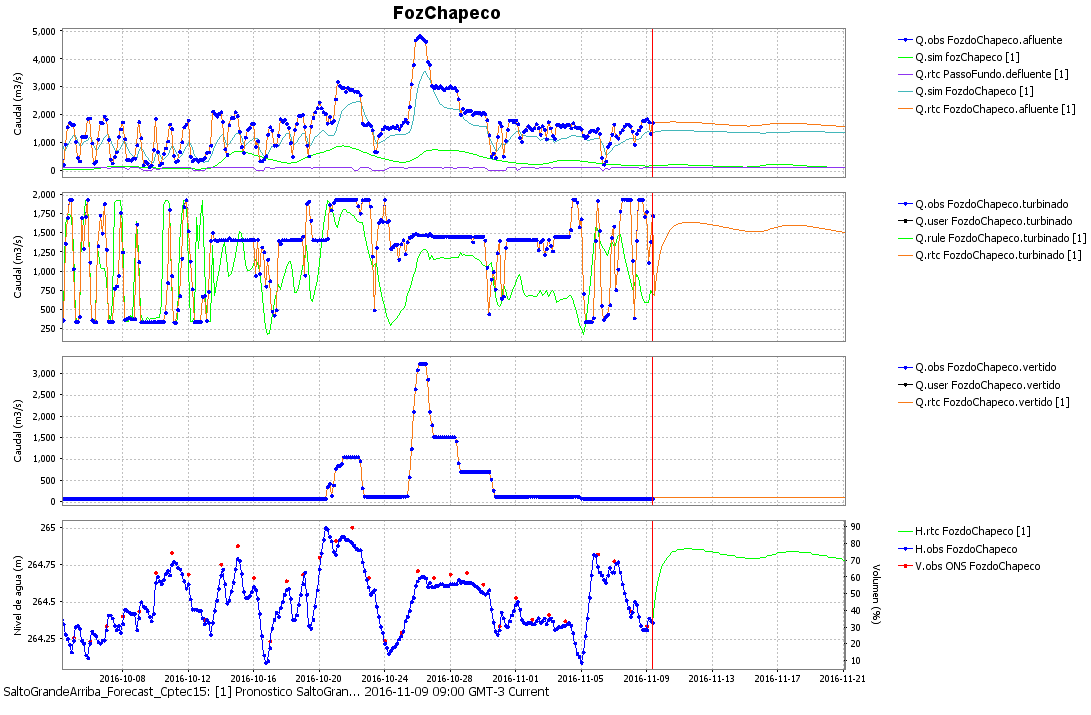 FozChapeco
5,000
4,000
3,000
2,000
1,000
0
Caudal (m3/s)
Q.obs FozdoChapeco.afluente
Q.sim fozChapeco [1]
Q.rtc PassoFundo.defluente [1]
Q.sim FozdoChapeco [1]
Q.rtc FozdoChapeco.afluente [1]
2,000
1,750
1,500
1,250
1,000
750
500
250
Caudal (m3/s)
Q.obs FozdoChapeco.turbinado
Q.user FozdoChapeco.turbinado
Q.rule FozdoChapeco.turbinado [1]
Q.rtc FozdoChapeco.turbinado [1]
3,000
2,500
2,000
1,500
1,000
500
0
Caudal (m3/s)
Q.obs FozdoChapeco.vertido
Q.user FozdoChapeco.vertido
Q.rtc FozdoChapeco.vertido [1]
265
264.75
264.5
264.25
Nivel de agua (m)
90
80
70
60
50
40
30
20
10
Volumen (%)
H.rtc FozdoChapeco [1]
H.obs FozdoChapeco
V.obs ONS FozdoChapeco
2016-10-08 2016-10-12 2016-10-16 2016-10-20 2016-10-24 2016-10-28 2016-11-01 2016-11-05 2016-11-09 2016-11-13 2016-11-17 2016-11-21
SaltoGrandeArriba_Forecast_Cptec15: [1] Pronostico SaltoGran... 2016-11-09 09:00 GMT-3 Current